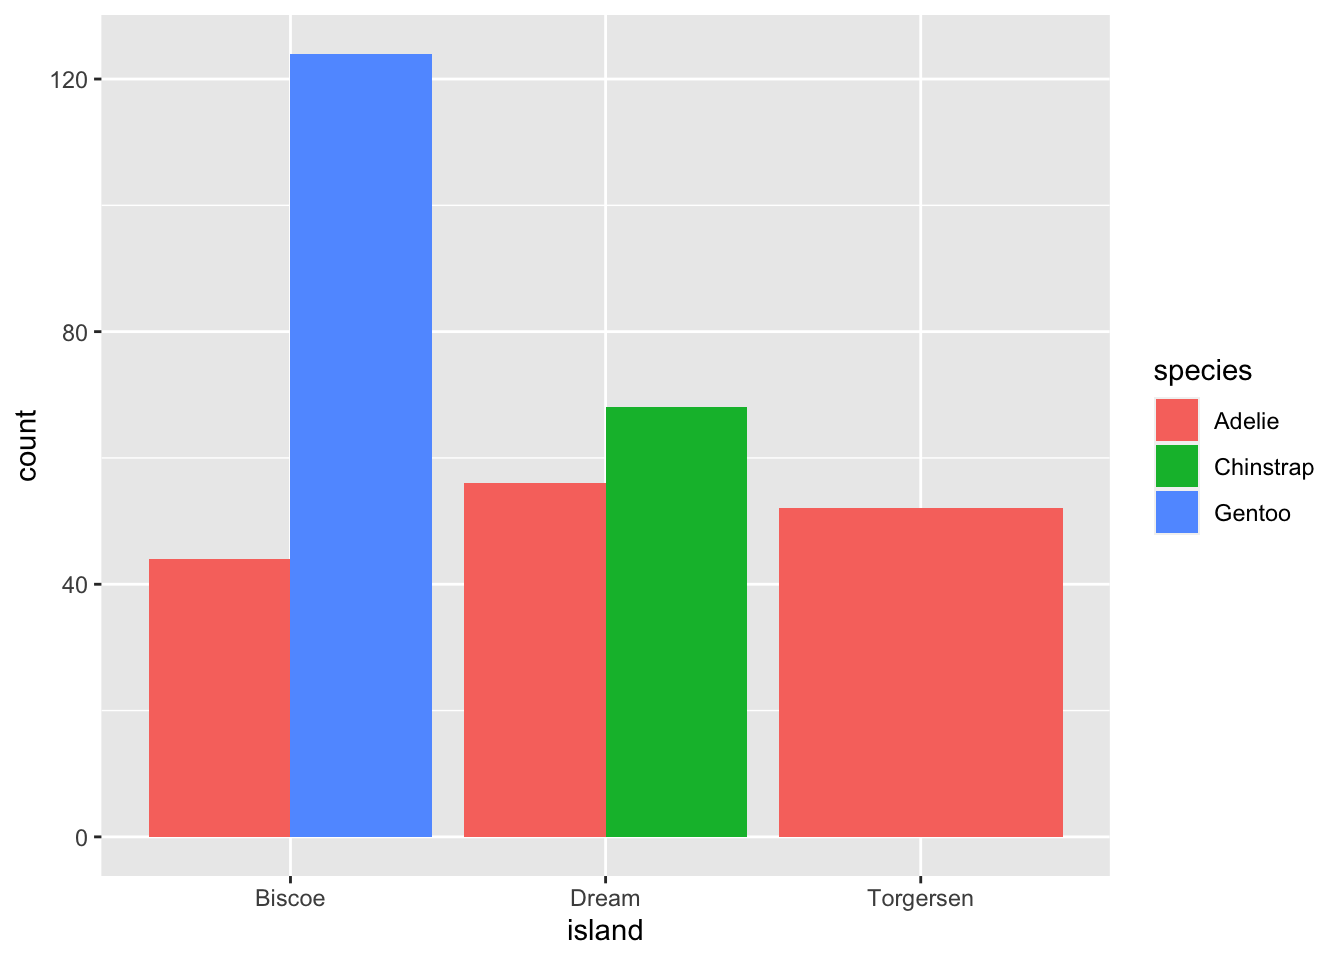 120
80
40
0
count
Biscoe Dream Torgersen
island
species
Adelie
Chinstrap
Gentoo